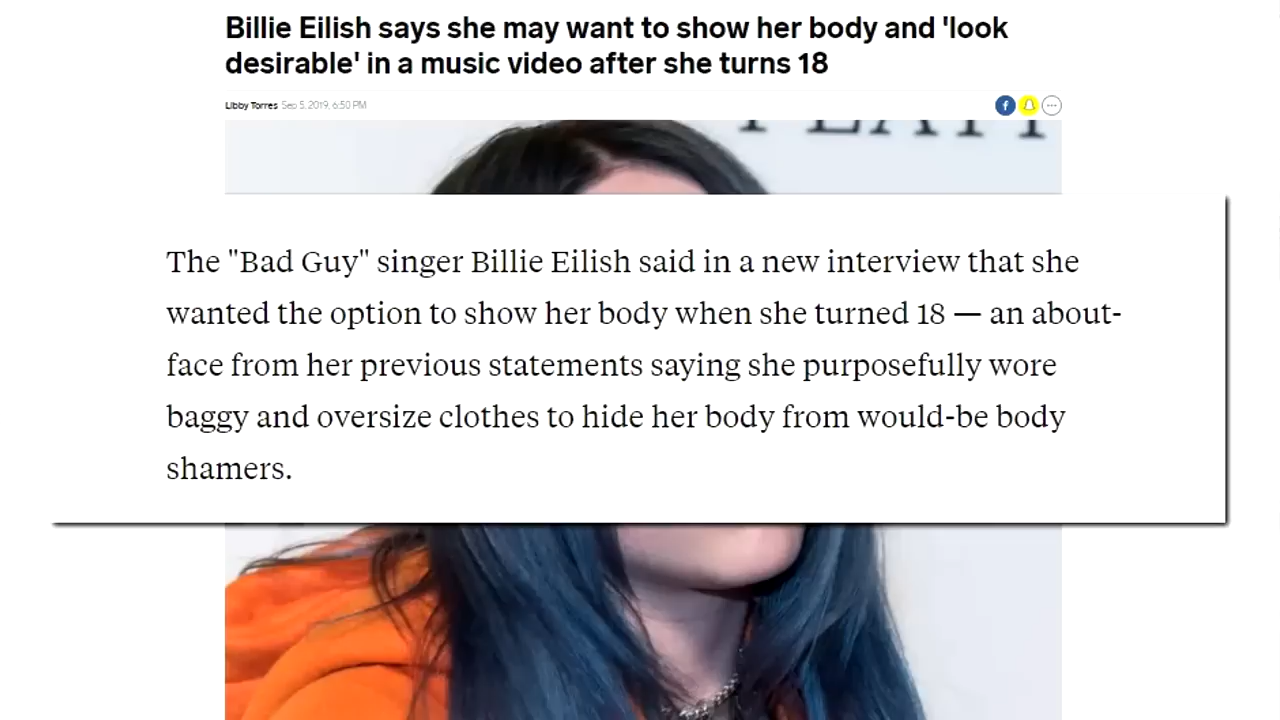 Billie Eilish says she may want to show her body and 'look
desirable' in a music video after she turns 18
Libby Torres Sep 5, 2019, 6:50 PM
The "Bad Guy" singer Billie Eilish said in a new interview that she
wanted the option to show her body when she turned 18 — an about-
face from her previous statements saying she purposefully wore
baggy and oversize clothes to hide her body from would-be body
shamers.